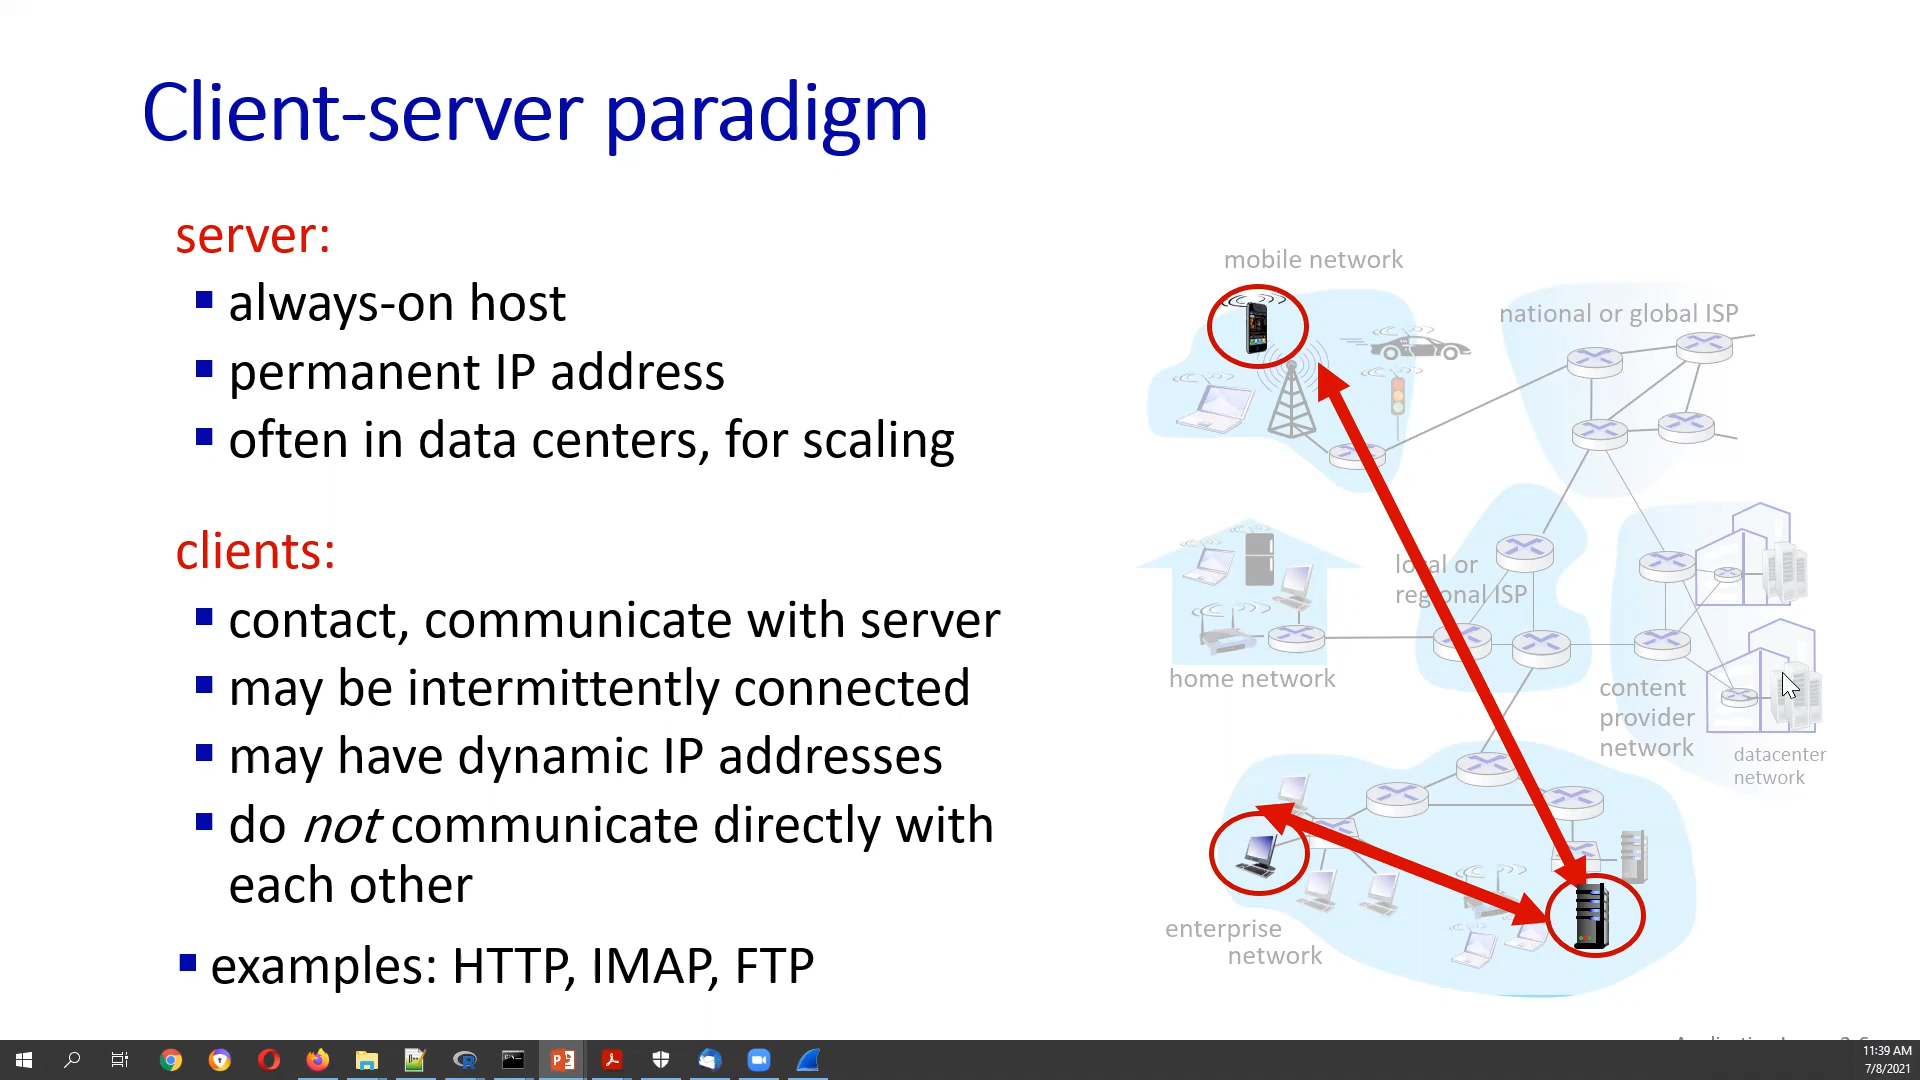 Client-server paradigm
server:
always-on host
permanent IP address
often in data centers, for scaling
clients:
contact, communicate with server
may be intermittently connected
may have dynamic IP addresses
do not communicate directly with
each other
examples: HTTP, IMAP, FTP
mobile network
national or global ISP
local or
regional ISP
home network
content
provider
network
datacenter
network
enterprise
network
11:39 AM
7/8/2021